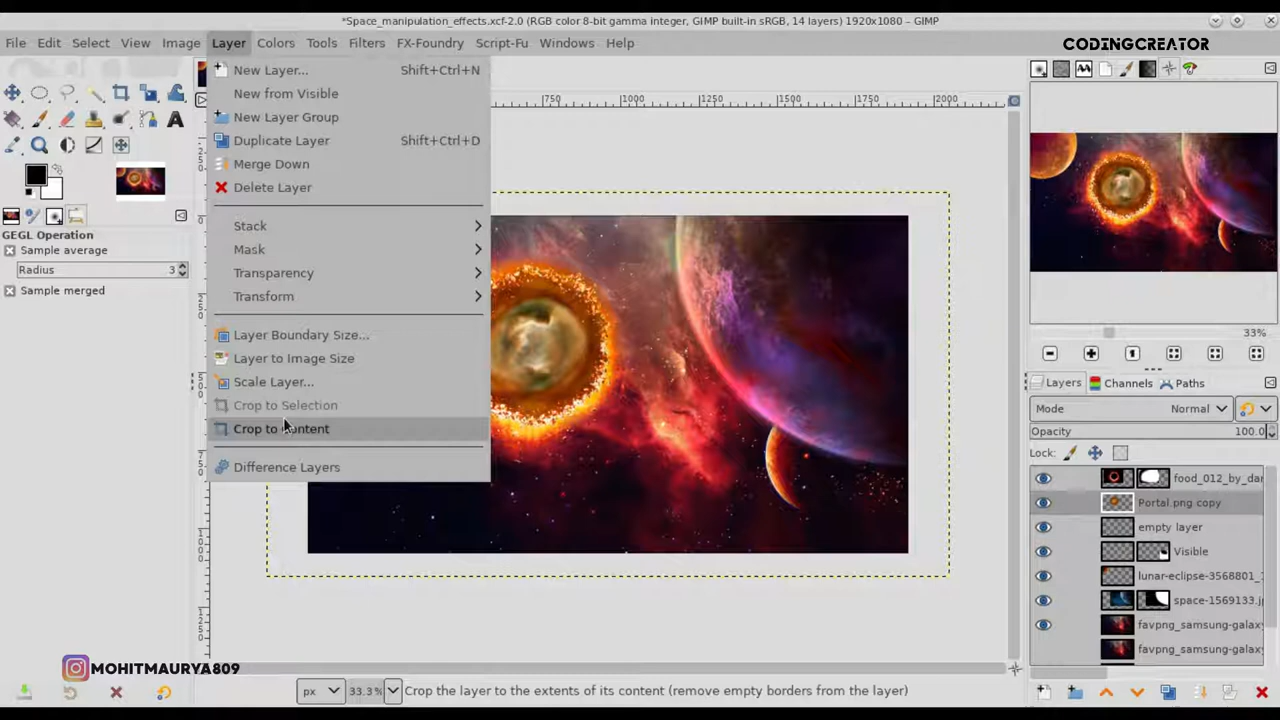 *Space_manipulation_effects.xcf-2.0 (RGB color 8-bit gamma integer, GIMP built-in sRGB, 14 layers) 1920x1080 – GIMP
File Edit Select View Image Layer Colors Tools Filters FX-Foundry Script-Fu Windows Help
CODINGCREATOR
New Layer... Shift+Ctrl+N
New from Visible
New Layer Group
Duplicate Layer Shift+Ctrl+D
Merge Down
Delete Layer
Stack
Mask
Transparency
Transform
Layer Boundary Size...
Layer to Image Size
Scale Layer...
Crop to Selection
Crop to Content
Difference Layers
750 1000 1250 1500 1750 2000
GEGL Operation
Sample average
Radius 3
Sample merged
33%
Layers Channels Paths
Mode Normal
Opacity 100.0
Lock:
food_012_by_dar
Portal.png copy
empty layer
Visible
lunar-eclipse-3568801_
space-1569133.j
favpng_samsung-galaxy
favpng_samsung-galaxy
MOHITMAURYA809
px 33.3% Crop the layer to the extents of its content (remove empty borders from the layer)